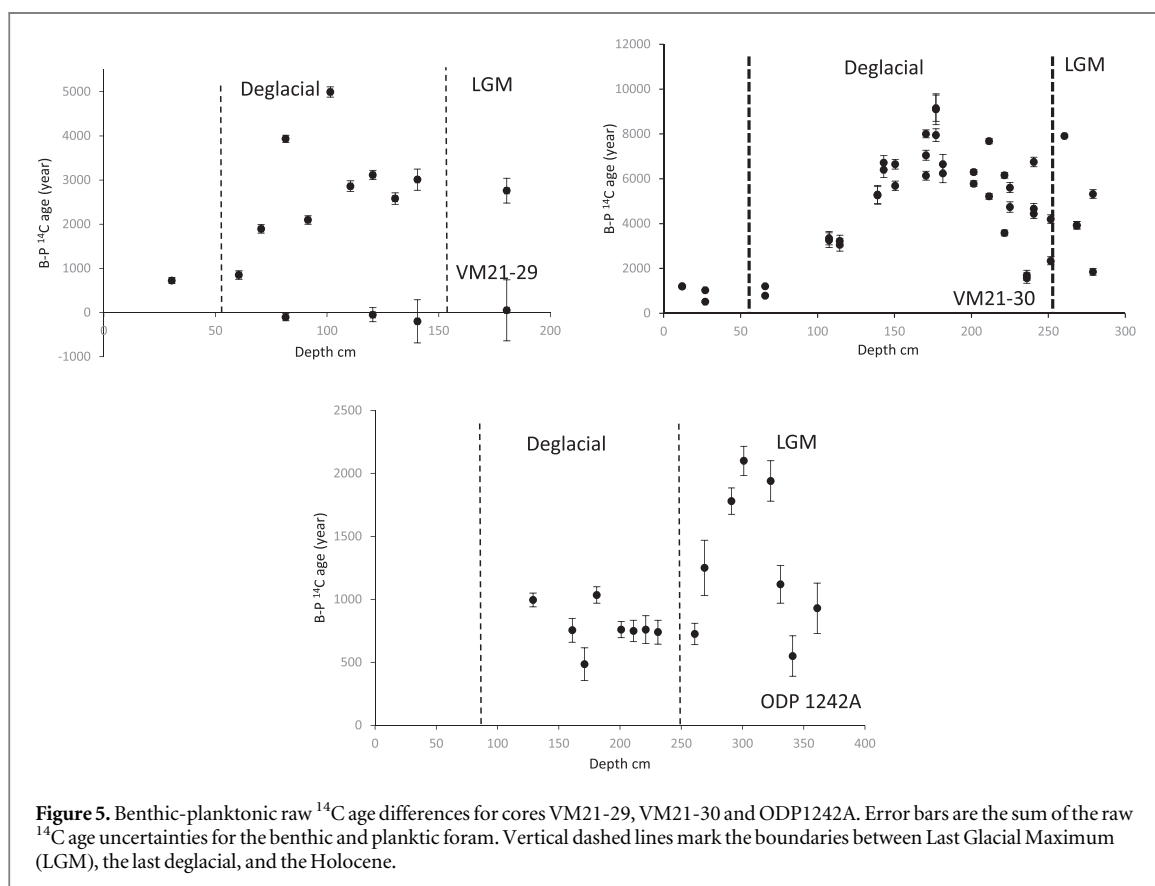 Deglacial
LGM
5000
4000
3000
2000
1000
0
-1000
B-P ¹⁴C age (year)
VM21-29
0 50 100 150 200
Depth cm
12000
10000
8000
6000
4000
2000
0
B-P ¹⁴C age (year)
Deglacial
LGM
VM21-30
0 50 100 150 200 250 300
Depth cm
2500
2000
1500
1000
500
0
B-P ¹⁴C age (year)
Deglacial
LGM
ODP 1242A
0 50 100 150 200 250 300 400
Depth cm
Figure 5. Benthic-planktonic raw ¹⁴C age differences for cores VM21-29, VM21-30 and ODP1242A. Error bars are the sum of the raw
¹⁴C age uncertainties for the benthic and planktic foram. Vertical dashed lines mark the boundaries between Last Glacial Maximum
(LGM), the last deglacial, and the Holocene.